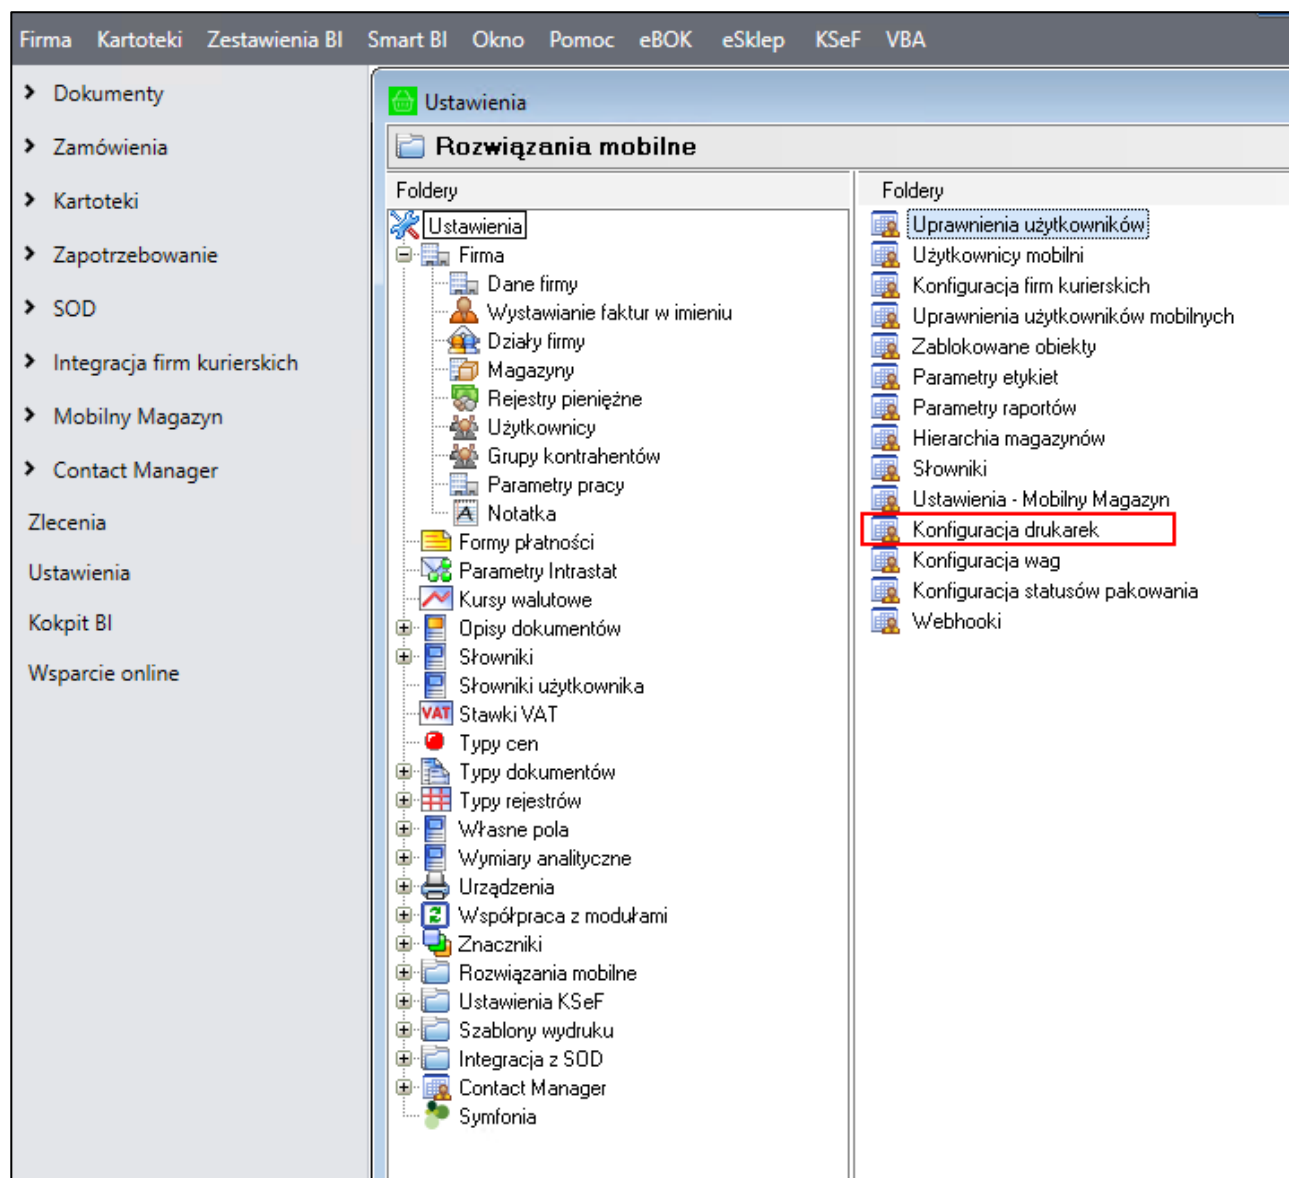 Firma Kartoteki Zestawienia BI Smart BI Okno Pomoc eBOK eSklep KSeF VBA
Dokumenty
Zamówienia
Kartoteki
Zapotrzebowanie
SOD
Integracja firm kurierskich
Mobilny Magazyn
Contact Manager
Zlecenia
Ustawienia
Kokpit BI
Wsparcie online
Ustawienia
Rozwiązania mobilne
Foldery
Ustawienia
Firma
Dane firmy
Wystawianie faktur w imieniu
Działy firmy
Magazyny
Rejestry pieniężne
Użytkownicy
Grupy kontrahentów
Parametry pracy
Notatka
Formy płatności
Parametry Intrastat
Kursy walutowe
Opisy dokumentów
Słowniki
Słowniki użytkownika
VAT Stawki VAT
Typy cen
Typy dokumentów
Typy rejestrów
Własne pola
Wymiary analityczne
Urządzenia
Współpraca z modułami
Znaczniki
Rozwiązania mobilne
Ustawienia KSeF
Szablony wydruku
Integracja z SOD
Contact Manager
Symfonia
Foldery
Uprawnienia użytkowników
Użytkownicy mobilni
Konfiguracja firm kurierskich
Uprawnienia użytkowników mobilnych
Zablokowane obiekty
Parametry etykiet
Parametry raportów
Hierarchia magazynów
Słowniki
Ustawienia - Mobilny Magazyn
Konfiguracja drukarek
Konfiguracja wag
Konfiguracja statusów pakowania
Webhooki